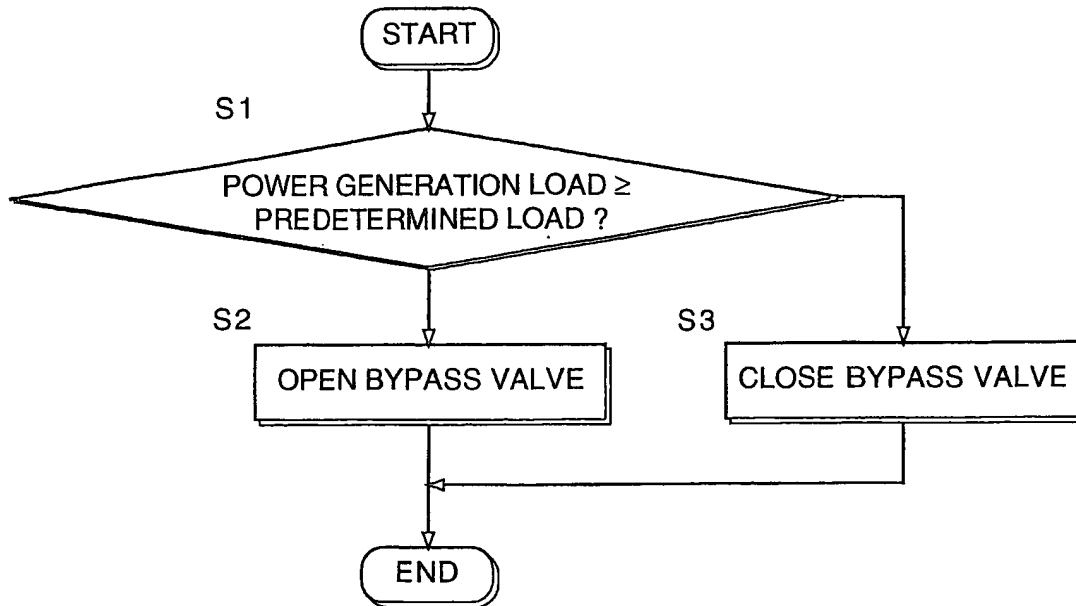 START
S1
POWER GENERATION LOAD ≥
PREDETERMINED LOAD ?
S2
OPEN BYPASS VALVE
S3
CLOSE BYPASS VALVE
END